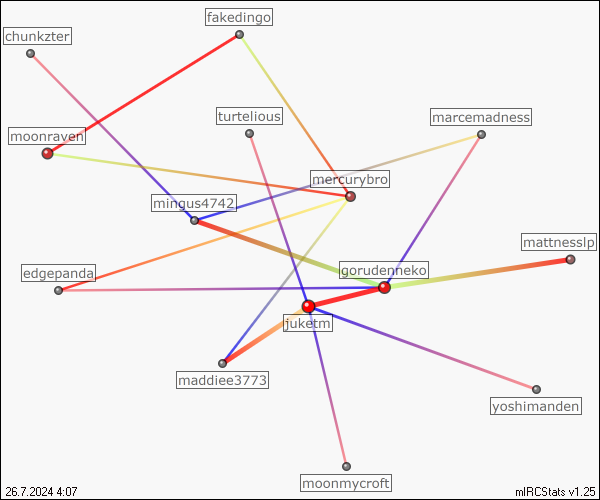 fakedingo
chunkzter
turtelious
marcemadness
moonraven
mercurybro
mingus4742
mattnesslp
edgepanda
gorudenneko
juketm
maddiee3773
yoshimanden
moonmycroft
26.7.2024 4:07
mIRCStats v1.25